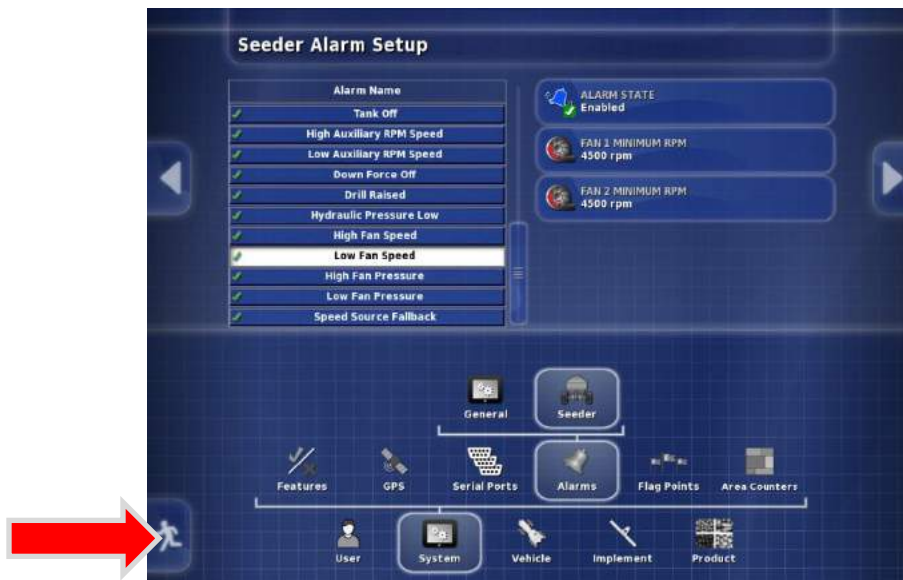 Seeder Alarm Setup
Alarm Name
Tank Off
High Auxiliary RPM Speed
Low Auxiliary RPM Speed
Down Force Off
Drill Raised
Hydraulic Pressure Low
High Fan Speed
Low Fan Speed
High Fan Pressure
Low Fan Pressure
Speed Source Fallback
ALARM STATE
Enabled
FAN 1 MINIMUM RPM
4500 rpm
FAN 2 MINIMUM RPM
4500 rpm
General Seeder
Features GPS Serial Ports Alarms Flag Points Area Counters
User System Vehicle Implement Product